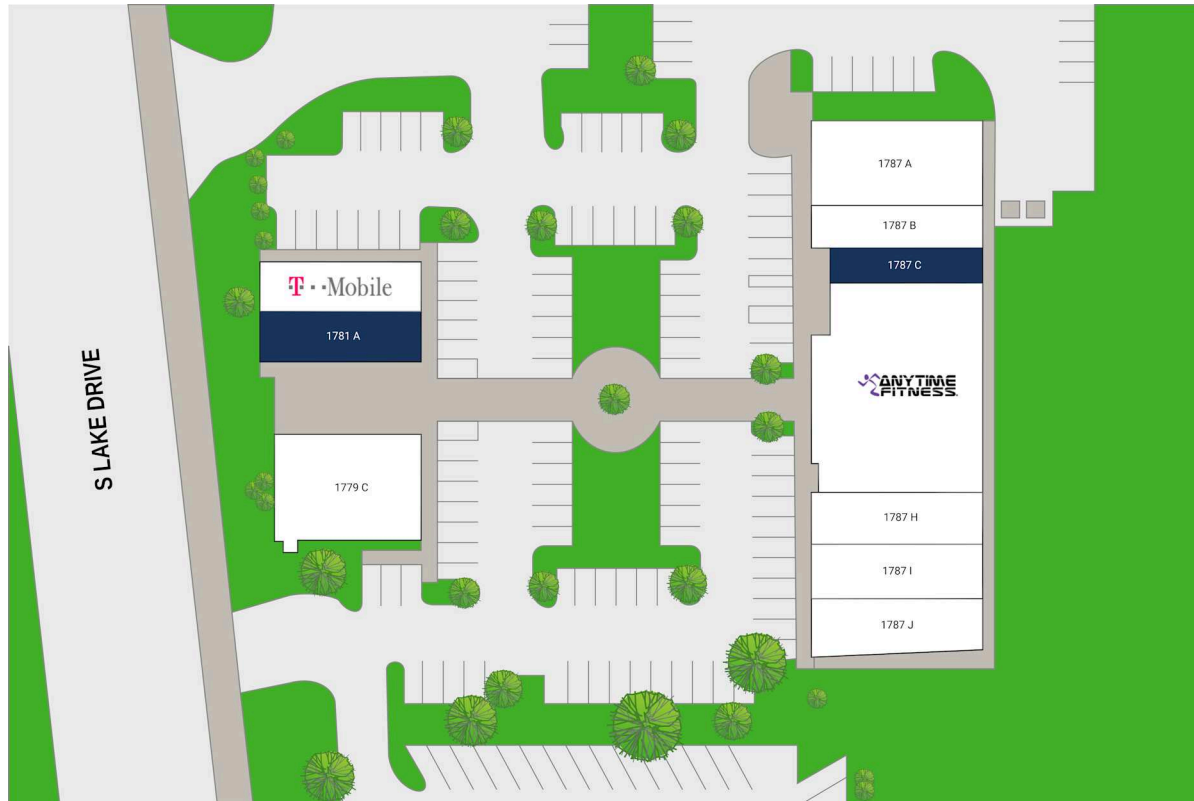 1787 A
1787 B
1787 C
T··Mobile
1781 A
S LAKE DRIVE
ANYTIME
FITNESS
1779 C
1787 H
1787 I
1787 J